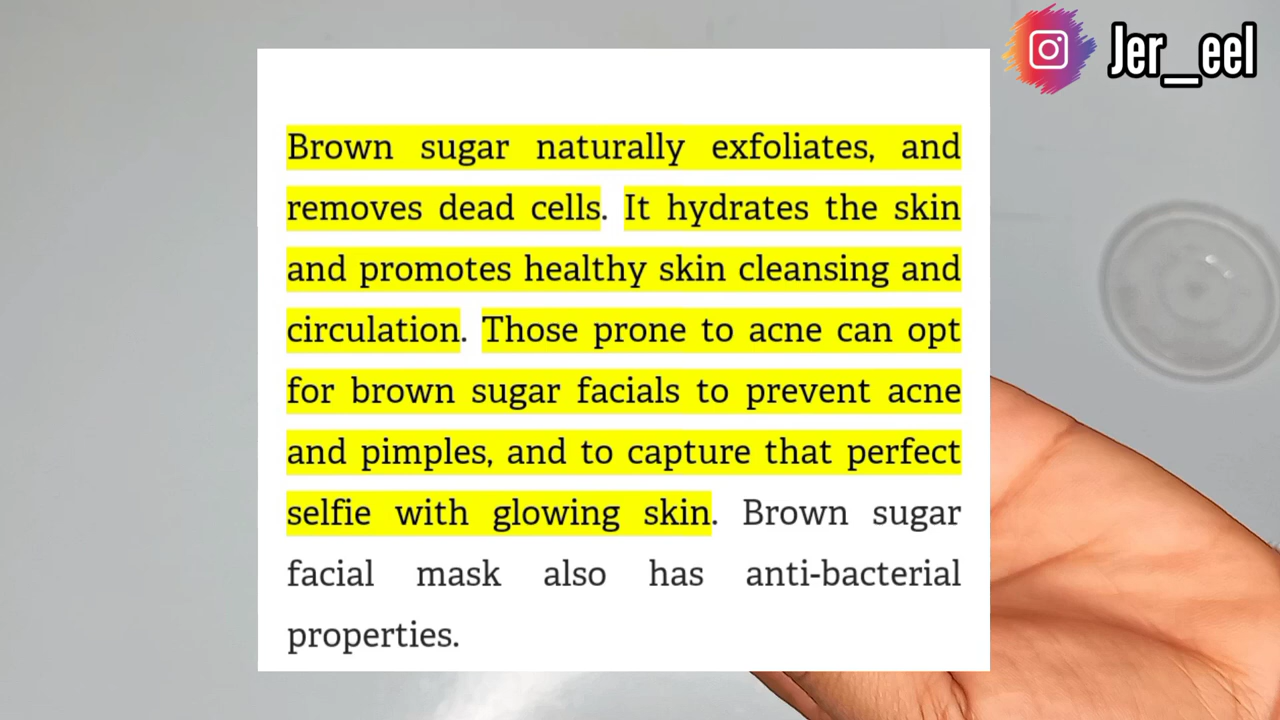 Jer__eel
Brown sugar naturally exfoliates, and
removes dead cells. It hydrates the skin
and promotes healthy skin cleansing and
circulation. Those prone to acne can opt
for brown sugar facials to prevent acne
and pimples, and to capture that perfect
selfie with glowing skin. Brown sugar
facial mask also has anti-bacterial
properties.